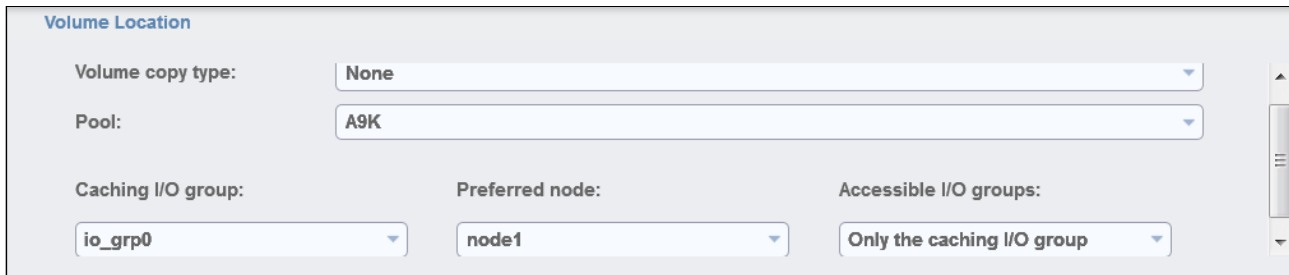 Volume Location
Volume copy type: None
Pool: A9K
Caching I/O group: Preferred node: Accessible I/O groups:
io_grp0 node1 Only the caching I/O group